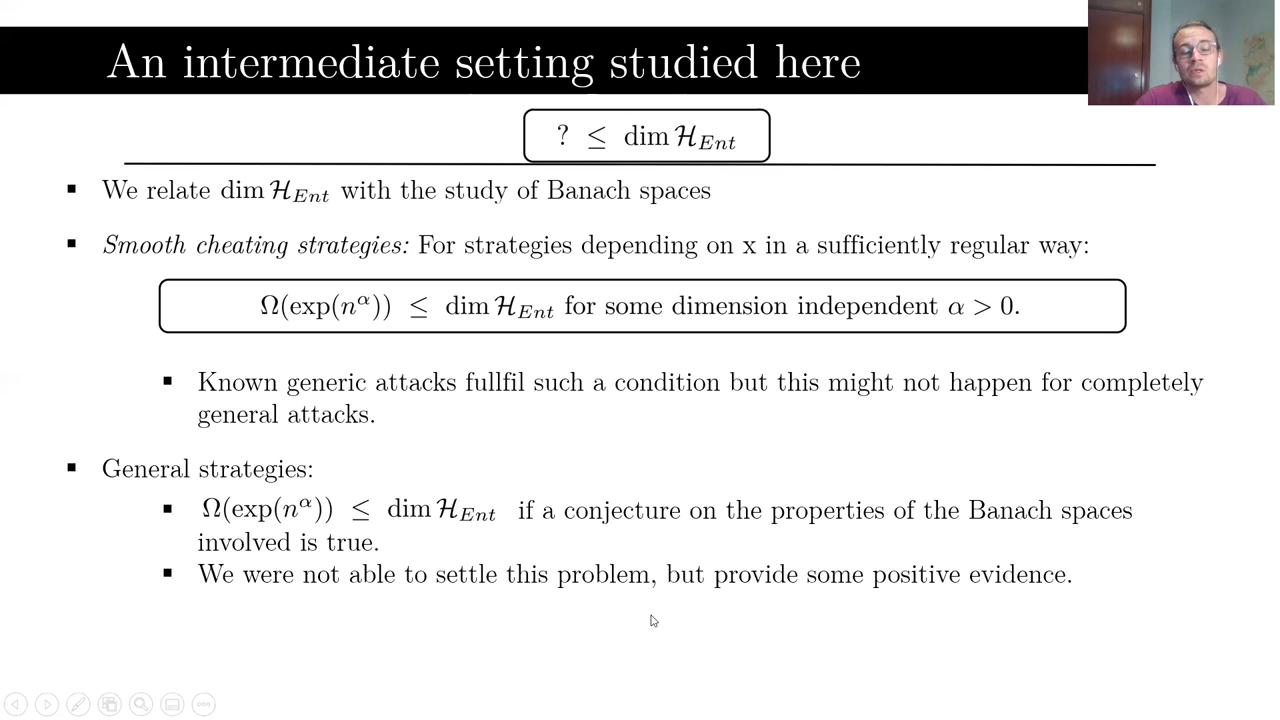 An intermediate setting studied here
? ≤ dim ℋ_Ent
▪ We relate dim ℋ_Ent with the study of Banach spaces
▪ Smooth cheating strategies: For strategies depending on x in a sufficiently regular way:
Ω(exp(n^α)) ≤ dim ℋ_Ent for some dimension independent α > 0.
▪ Known generic attacks fullfil such a condition but this might not happen for completely
general attacks.
▪ General strategies:
▪ Ω(exp(n^α)) ≤ dim ℋ_Ent if a conjecture on the properties of the Banach spaces
involved is true.
▪ We were not able to settle this problem, but provide some positive evidence.